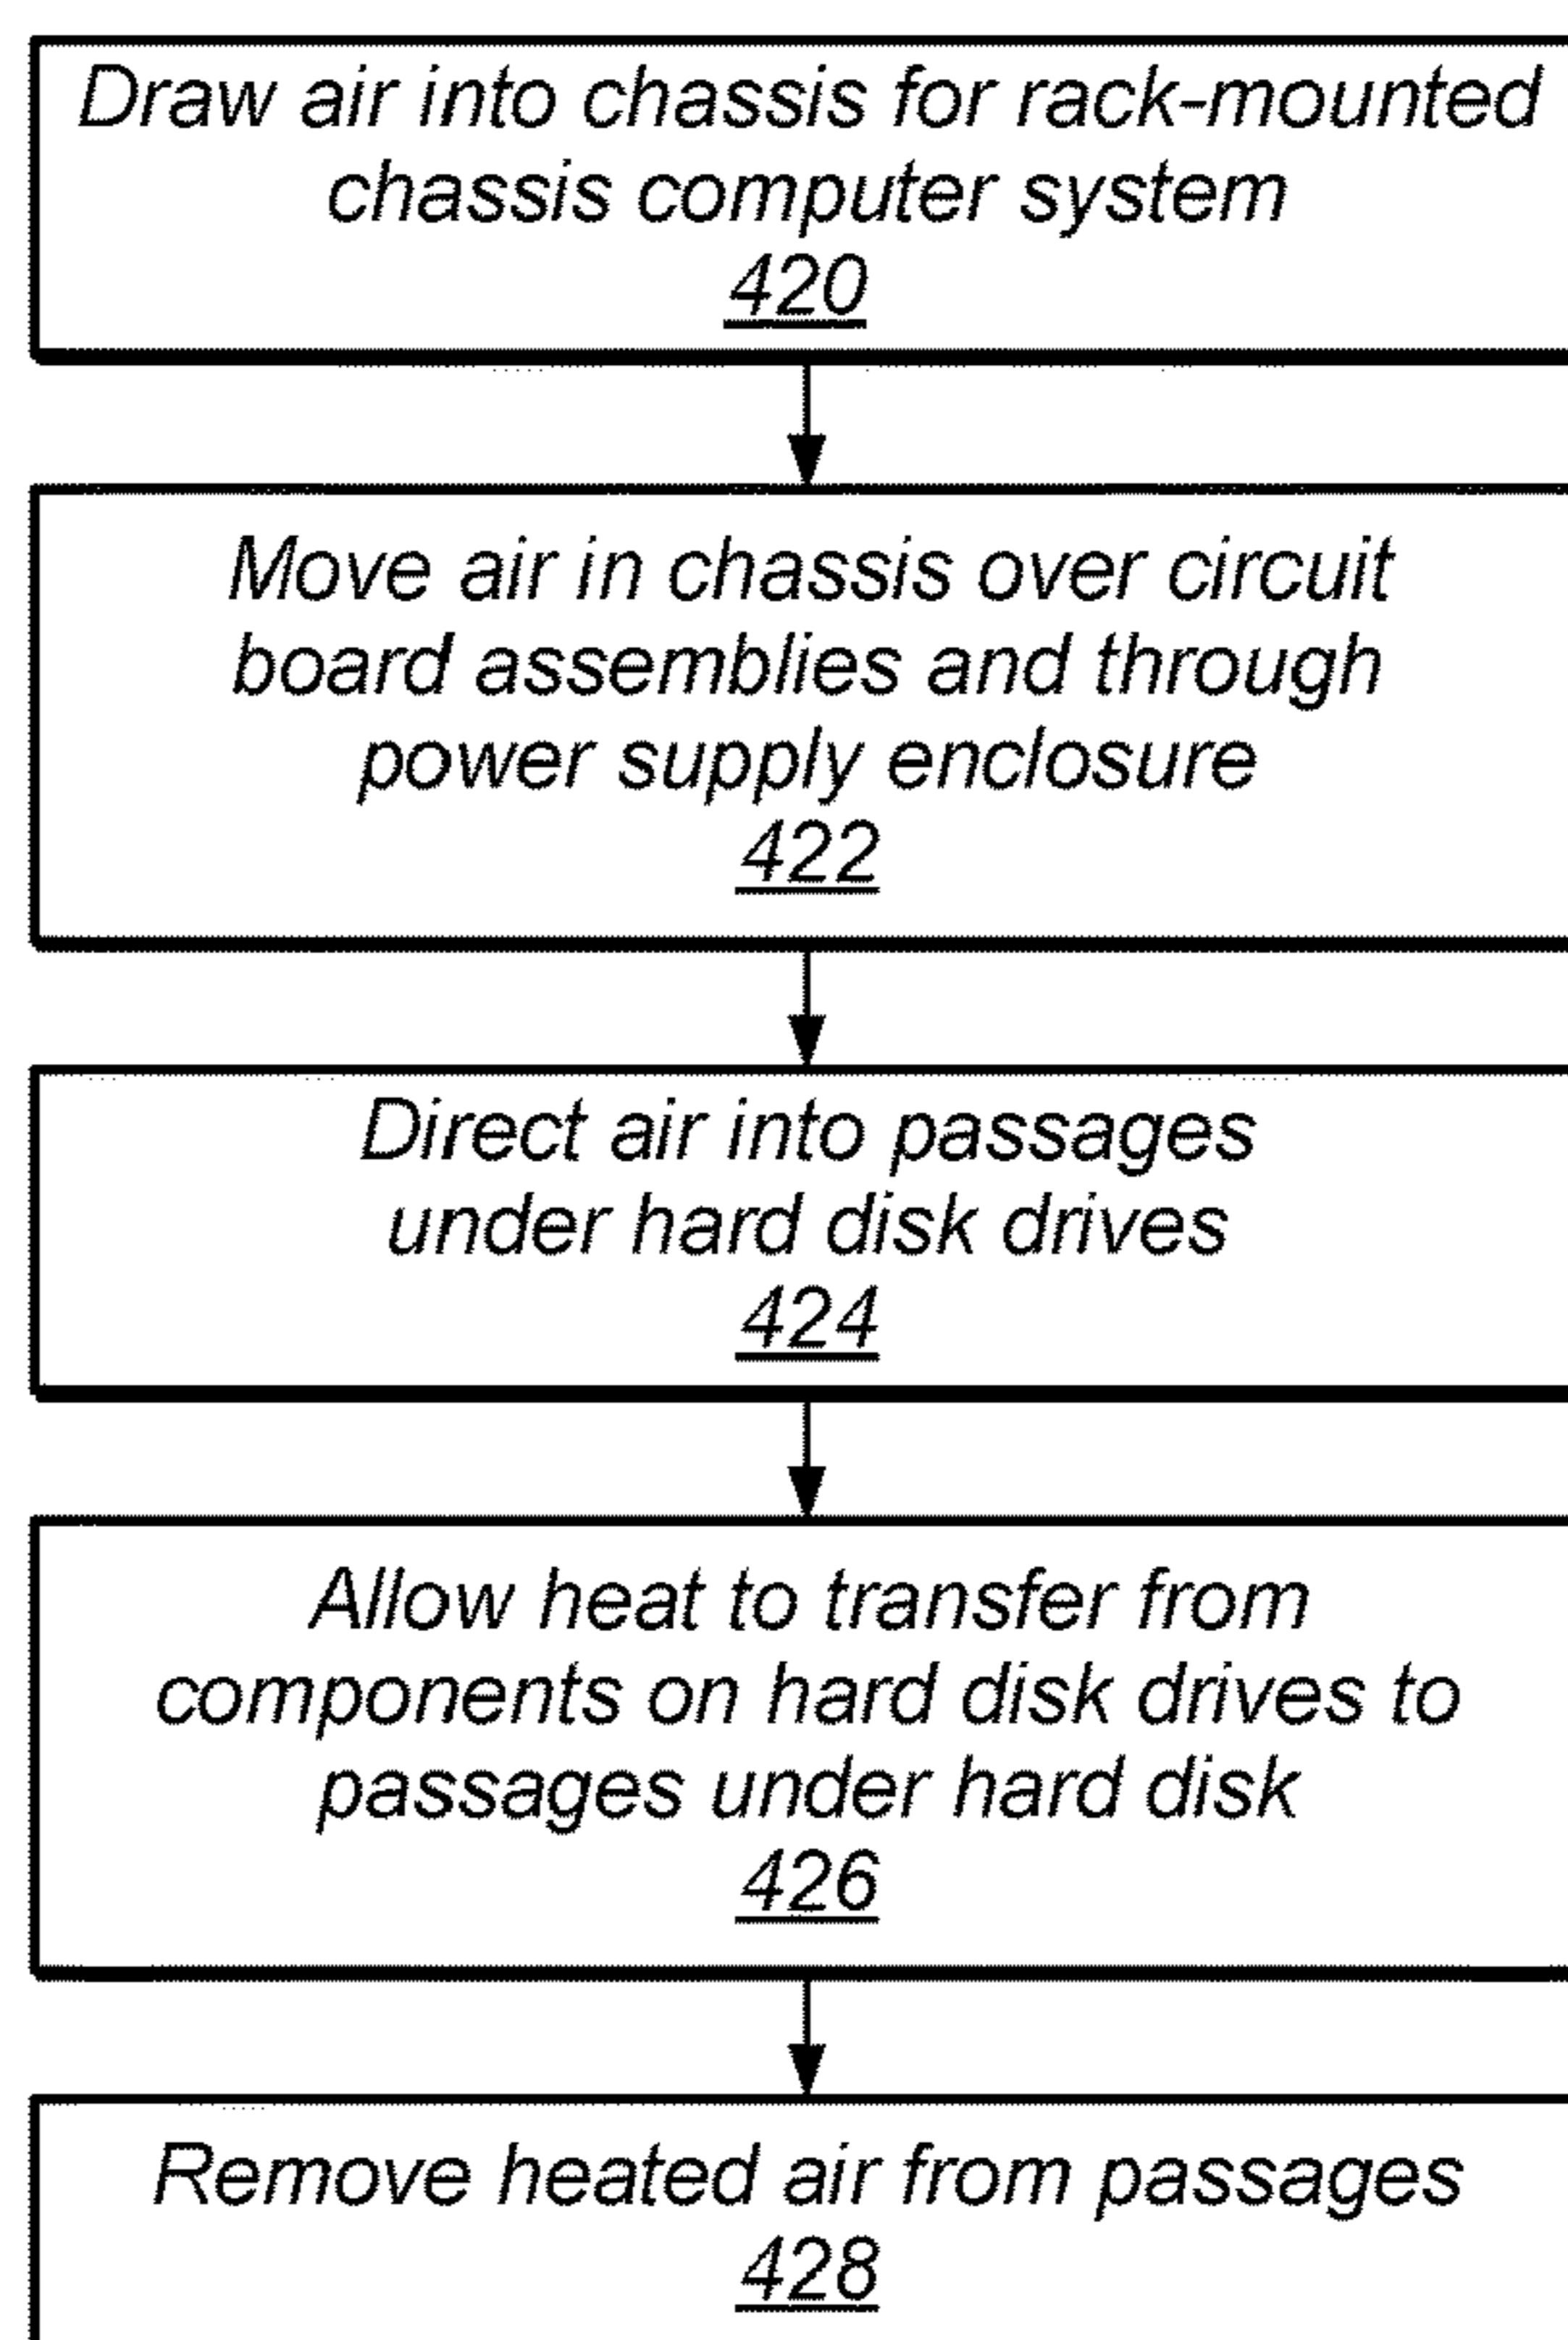 Draw air into chassis for rack-mounted
chassis computer system
420
Move air in chassis over circuit
board assemblies and through
power supply enclosure
422
Direct air into passages
under hard disk drives
424
Allow heat to transfer from
components on hard disk drives to
passages under hard disk
426
Remove heated air from passages
428